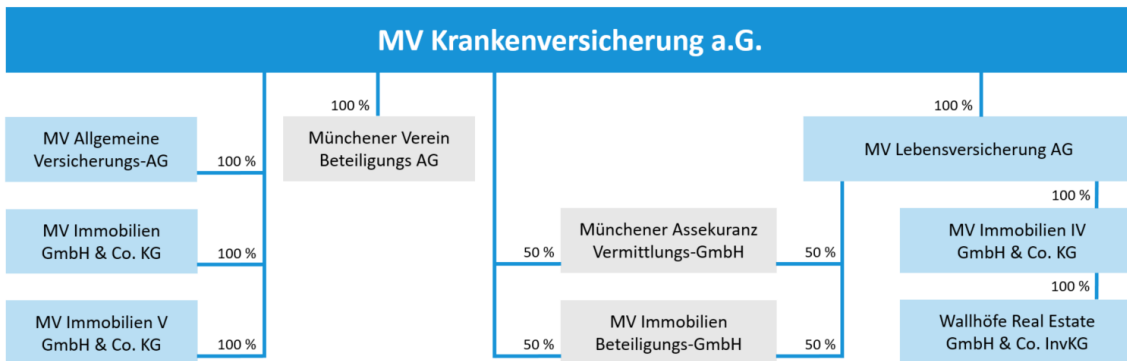 MV Krankenversicherung a.G.
100 %
100 %
MV Allgemeine
Versicherungs-AG
100 %
Münchener Verein
Beteiligungs AG
MV Lebensversicherung AG
100 %
MV Immobilien
GmbH & Co. KG
100 %
50 %
Münchener Assekuranz
Vermittlungs-GmbH
50 %
MV Immobilien IV
GmbH & Co. KG
100 %
MV Immobilien V
GmbH & Co. KG
100 %
50 %
MV Immobilien
Beteiligungs-GmbH
50 %
Wallhöfe Real Estate
GmbH & Co. InvKG